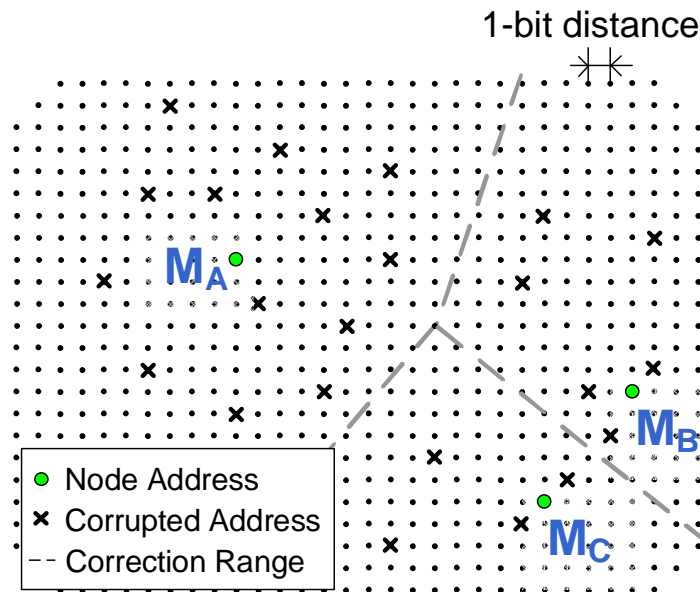 1-bit distance
MA
MB
MC
Node Address
Corrupted Address
Correction Range